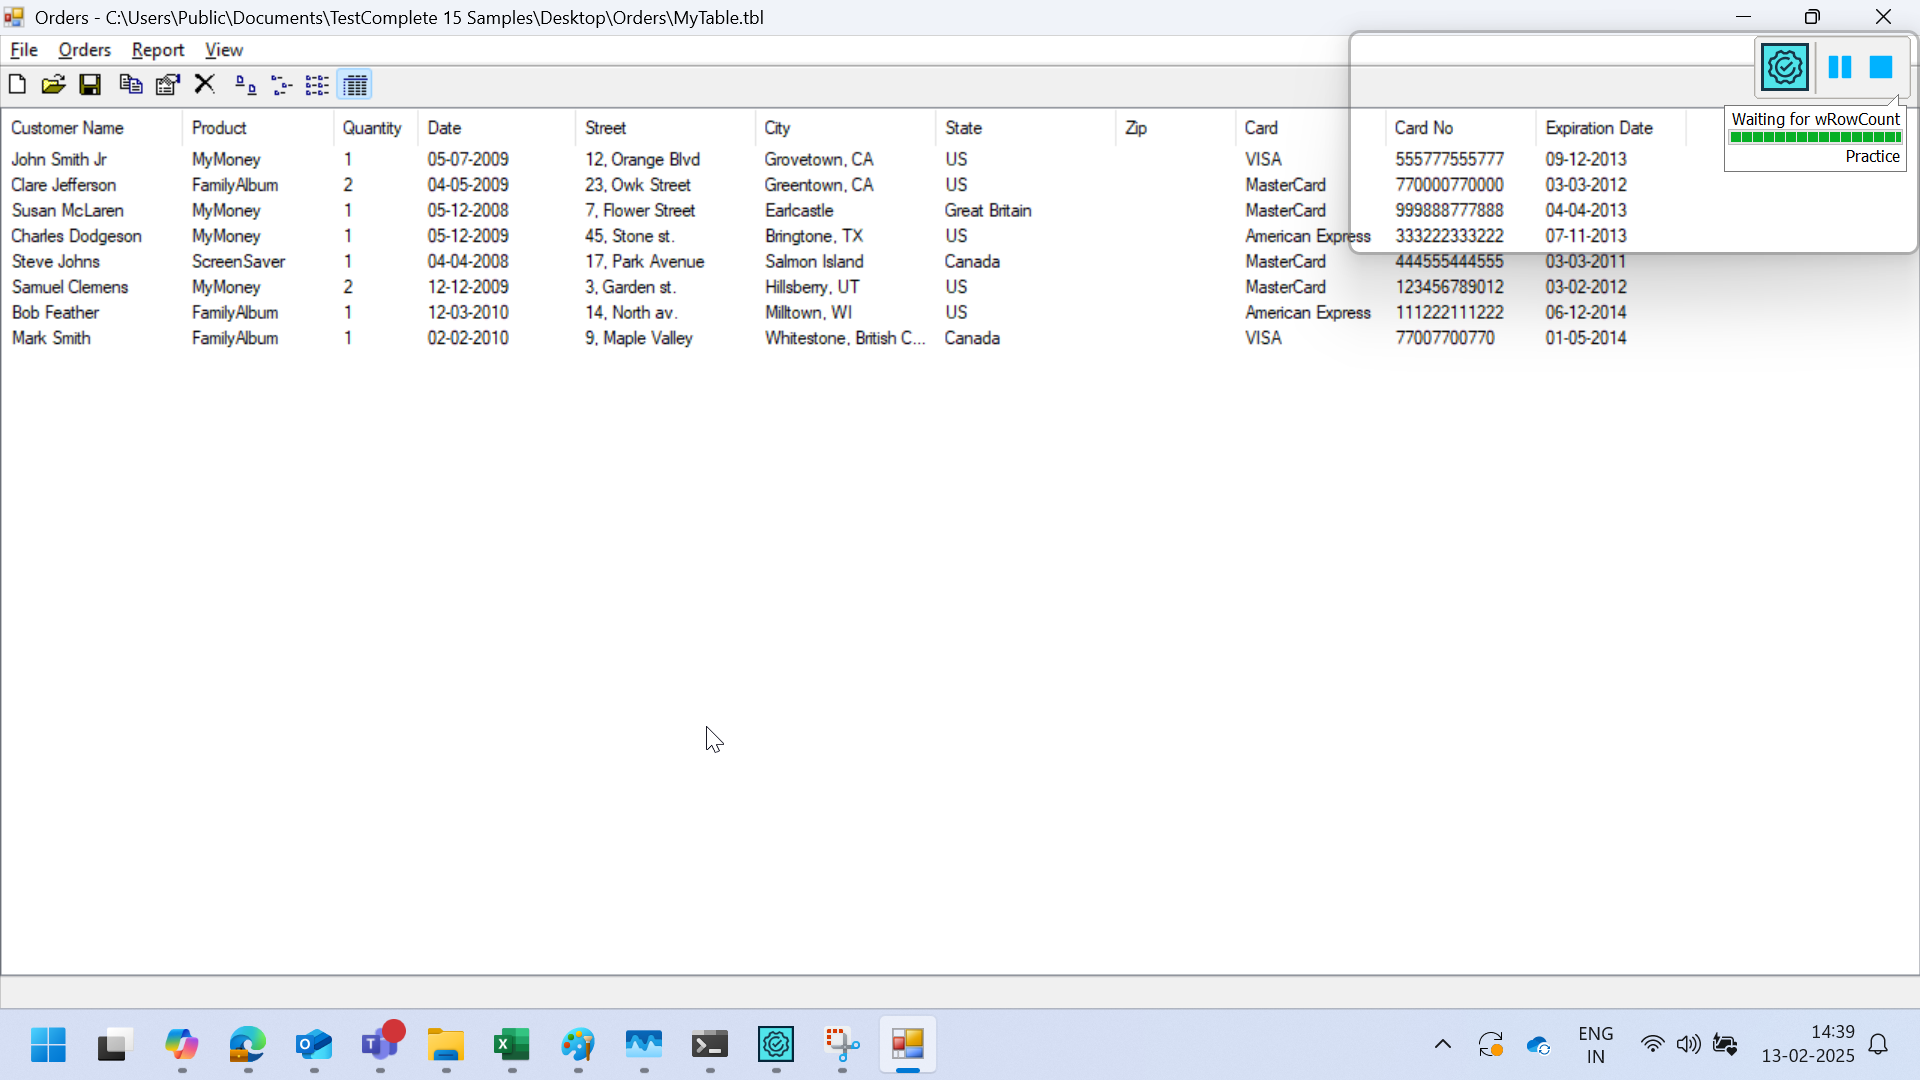 Orders - C:\Users\Public\Documents\TestComplete 15 Samples\Desktop\Orders\MyTable.tbl
File Orders Report View
Waiting for wRowCount
Practice
Customer Name Product Quantity Date Street City State Zip Card Card No Expiration Date
John Smith Jr MyMoney 1 05-07-2009 12, Orange Blvd Grovetown, CA US VISA 555777555777 09-12-2013
Clare Jefferson FamilyAlbum 2 04-05-2009 23, Owk Street Greentown, CA US MasterCard 770000770000 03-03-2012
Susan McLaren MyMoney 1 05-12-2008 7, Flower Street Earlcastle Great Britain MasterCard 999888777888 04-04-2013
Charles Dodgeson MyMoney 1 05-12-2009 45, Stone st. Bringtone, TX US American Express 333222333222 07-11-2013
Steve Johns ScreenSaver 1 04-04-2008 17, Park Avenue Salmon Island Canada MasterCard 444555444555 03-03-2011
Samuel Clemens MyMoney 2 12-12-2009 3, Garden st. Hillsberry, UT US MasterCard 123456789012 03-02-2012
Bob Feather FamilyAlbum 1 12-03-2010 14, North av. Milltown, WI US American Express 111222111222 06-12-2014
Mark Smith FamilyAlbum 1 02-02-2010 9, Maple Valley Whitestone, British C... Canada VISA 77007700770 01-05-2014
ENG
IN
14:39
13-02-2025